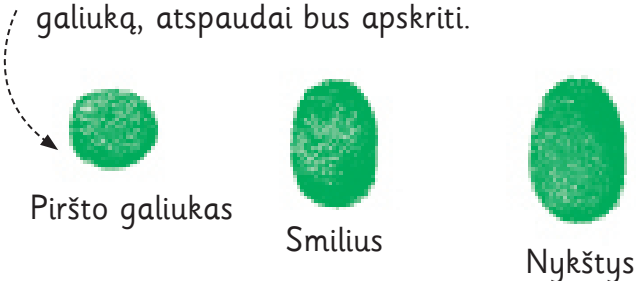 galiuką, atspaudai bus apskriti.
Piršto galiukas
Smilius
Nykštys